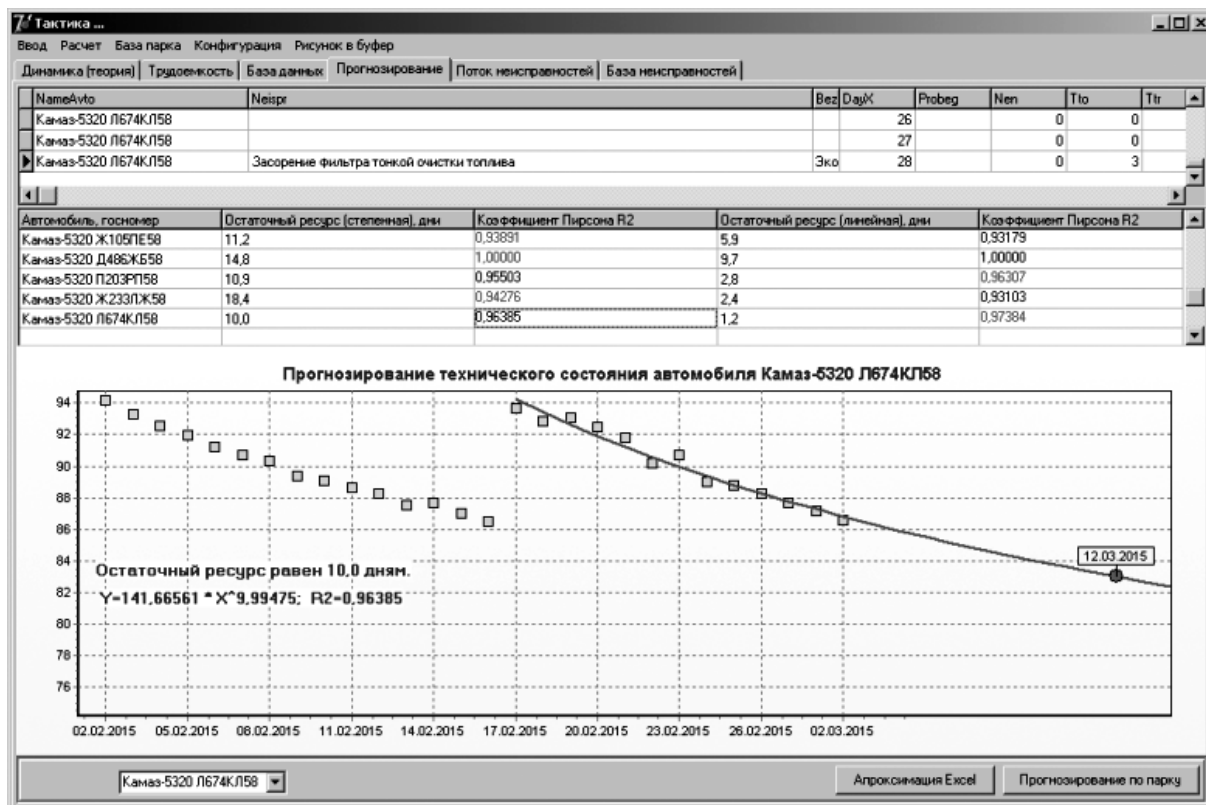 Тактика ...
Ввод Расчет База парка Конфигурация Рисунок в буфер
Динамика (теория) Трудоемкость База данных Прогнозирование Поток неисправностей База неисправностей
NameAvto Neispr Bez DayX Probeg Nen Tto Ttr
Камаз-5320 Л674КЛ58 26 0 0
Камаз-5320 Л674КЛ58 27 0 0
Камаз-5320 Л674КЛ58 Засорение фильтра тонкой очистки топлива Эко 28 0 3
Автомобиль, госномер Остаточный ресурс (степенная), дни Коэффициент Пирсона R2 Остаточный ресурс (линейная), дни Коэффициент Пирсона R2
Камаз-5320 Ж105ПЕ58 11,2 0,93891 5,9 0,93179
Камаз-5320 Д486ЖБ58 14,8 1,00000 9,7 1,00000
Камаз-5320 П203РП58 10,9 0,95503 2,8 0,96307
Камаз-5320 Ж233ЛЖ58 18,4 0,94276 2,4 0,93103
Камаз-5320 Л674КЛ58 10,0 0,96385 1,2 0,97384
Прогнозирование технического состояния автомобиля Камаз-5320 Л674КЛ58
94
92
90
88
86
84
82
80
78
76
12.03.2015
Остаточный ресурс равен 10,0 дням.
Y=141,66561 * X^9,99475; R2=0,96385
02.02.2015 05.02.2015 08.02.2015 11.02.2015 14.02.2015 17.02.2015 20.02.2015 23.02.2015 26.02.2015 02.03.2015
Камаз-5320 Л674КЛ58 Апроксимация Excel Прогнозирование по парку